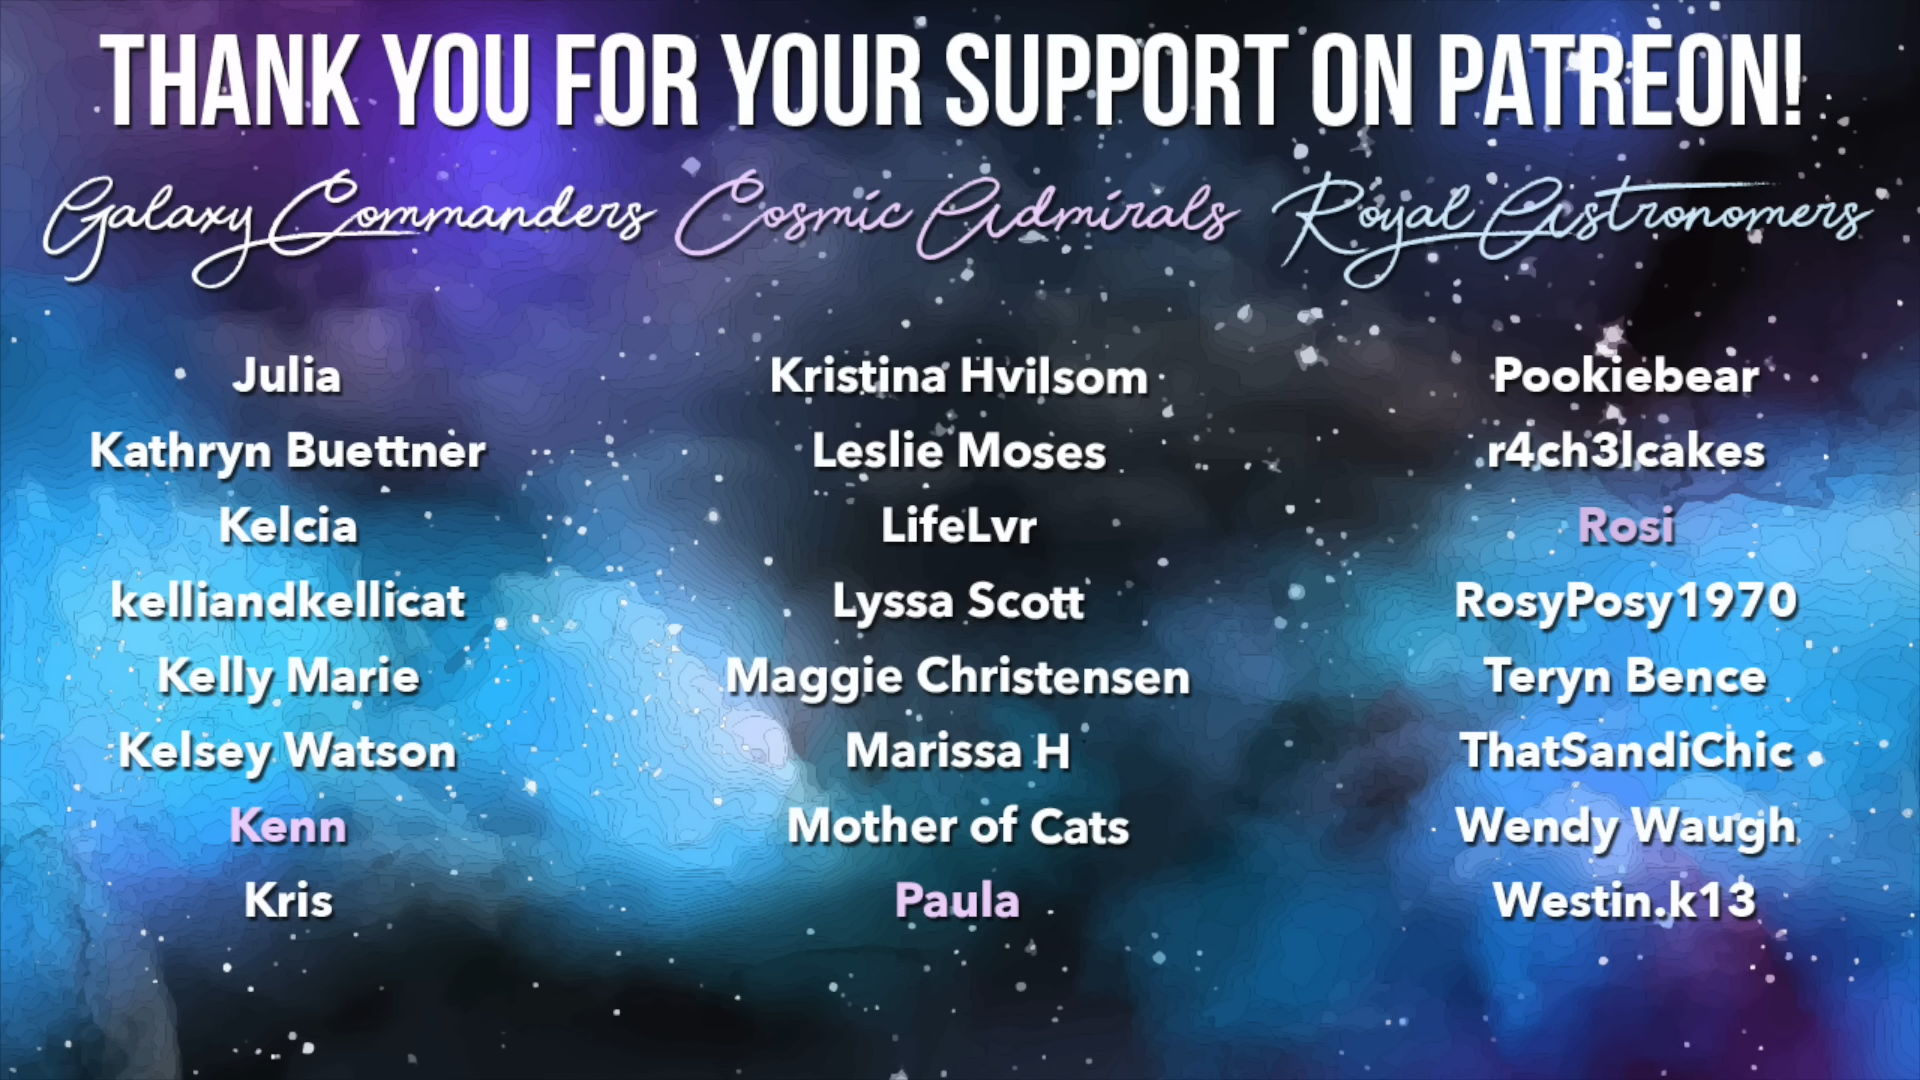 THANK YOU FOR YOUR SUPPORT ON PATREON!
Galaxy Commanders
Julia
Kathryn Buettner
Kelcia
kelliandkellicat
Kelly Marie
Kelsey Watson
Kenn
Kris
Cosmic Admirals
Kristina Hvilsom
Leslie Moses
LifeLvr
Lyssa Scott
Maggie Christensen
Marissa H
Mother of Cats
Paula
Royal Astronomers
Pookiebear
r4ch3lcakes
Rosi
RosyPosy1970
Teryn Bence
ThatSandiChic
Wendy Waugh
Westin.k13